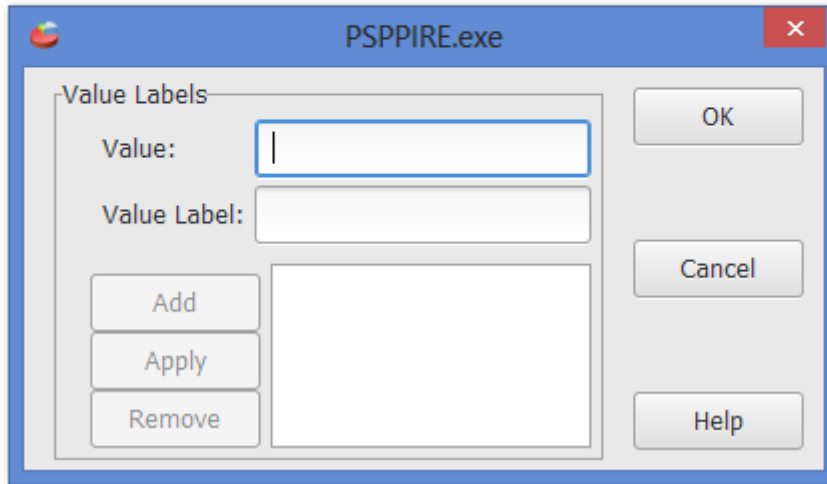 PSPPIRE.exe
Value Labels
Value:
Value Label:
Add
Apply
Remove
OK
Cancel
Help